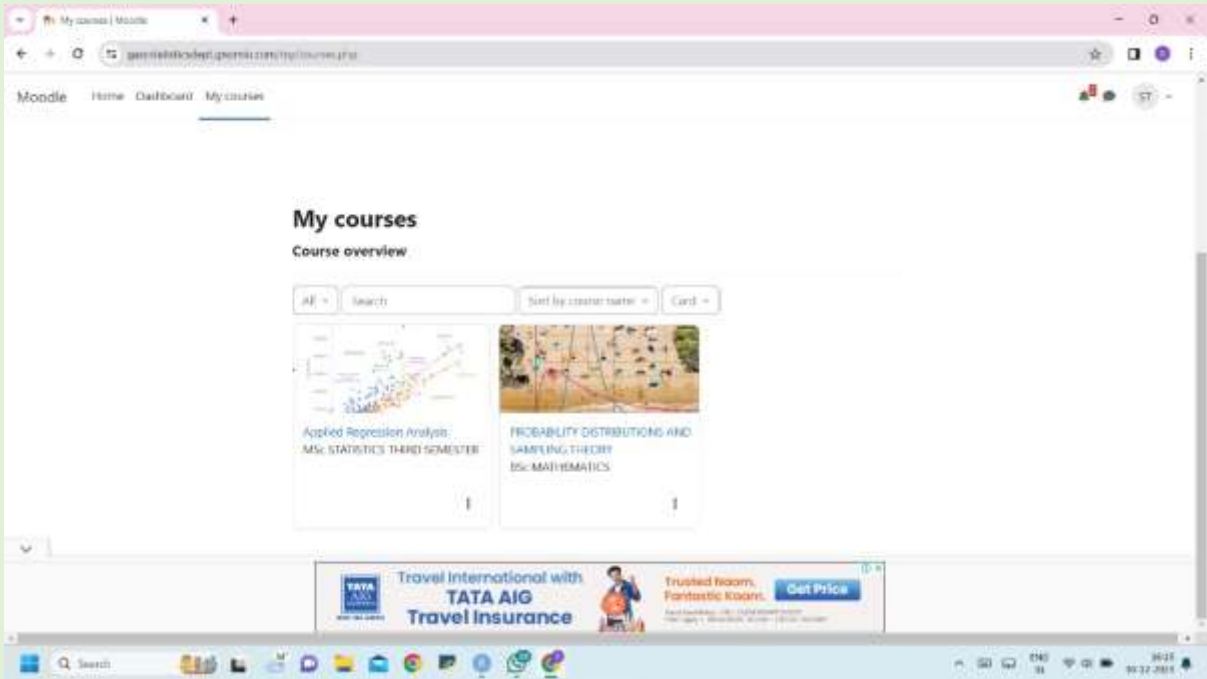 My courses | Moodle
Moodle
Home Dashboard My courses
ST
My courses
Course overview
All
Search
Sort by course name
Card
Applied Regression Analysis
MSc STATISTICS THIRD SEMESTER
PROBABILITY DISTRIBUTIONS AND
SAMPLING THEORY
BSc MATHEMATICS
TATA
AIG
Travel International with
TATA AIG
Travel Insurance
Trusted Naam.
Fantastic Kaam.
Get Price
Search
ENG